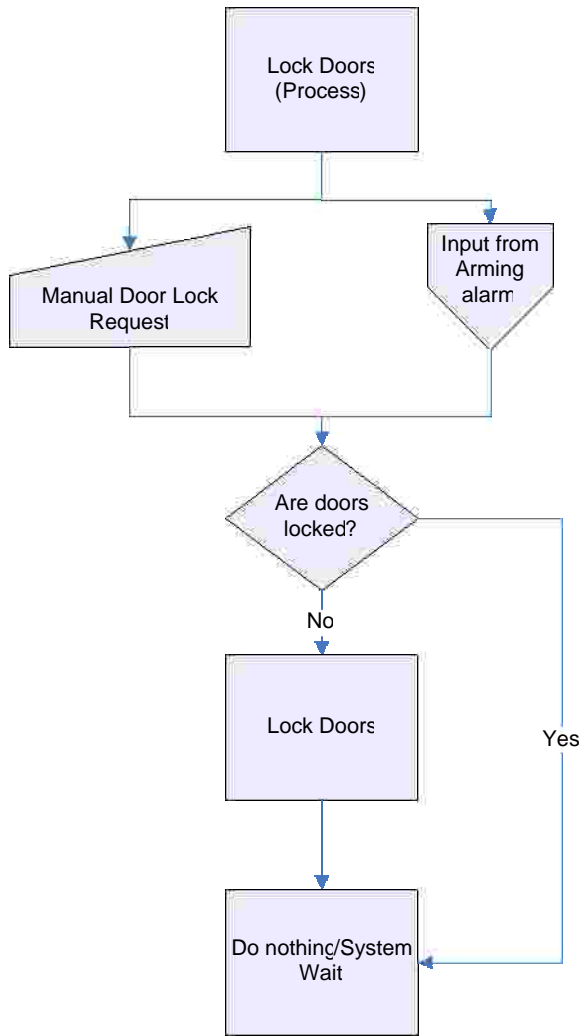 Lock Doors
(Process)
Manual Door Lock
Request
Input from
Arming
alarm
Are doors
locked?
No
Lock Doors
Yes
Do nothing/System
Wait